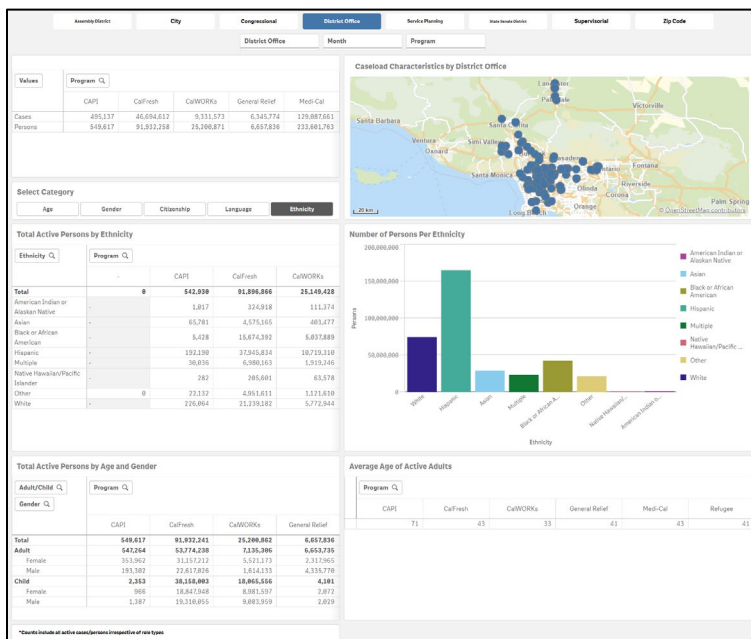 Assembly District City Congressional District Office Service Planning State Senate District Supervisorial Zip Code
District Office Month Program
Values Program
CAPI CalFresh CalWORKs General Relief Medi-Cal
Cases 495,137 46,694,612 9,331,573 6,345,774 129,087,661
Persons 549,617 91,932,258 25,200,871 6,657,836 233,601,763
Caseload Characteristics by District Office
Lancaster
Palmdale
Victorville
Santa Barbara
Santa Clarita
Ventura
Simi Valley
Oxnard
Pasadena
Ontario
Fontana
Santa Monica
Riverside
Olinda
Corona
Orange
Palm Spring
Long Beach
20 km
© OpenStreetMap contributors
Select Category
Age Gender Citizenship Language Ethnicity
Total Active Persons by Ethnicity
Ethnicity Program
- CAPI CalFresh CalWORKs
Total 0 542,930 91,896,866 25,149,428
American Indian or
Alaskan Native - 1,017 324,918 111,374
Asian - 65,781 4,575,165 403,477
Black or African
American - 5,428 15,674,392 5,037,889
Hispanic - 192,190 37,945,834 10,719,310
Multiple - 30,036 6,980,163 1,919,246
Native Hawaiian/Pacific
Islander - 282 205,601 63,578
Other 0 22,132 4,951,611 1,121,610
White - 226,064 21,239,182 5,772,944
Number of Persons Per Ethnicity
200,000,000
150,000,000
100,000,000
50,000,000
0
Persons
White
Hispanic
Asian
Multiple
Black or African A...
Other
Native Hawaiian/...
American Indian o...
Ethnicity
American Indian or
Alaskan Native
Asian
Black or African
American
Hispanic
Multiple
Native
Hawaiian/Pacific ...
Other
White
Total Active Persons by Age and Gender
Adult/Child Program
Gender
CAPI CalFresh CalWORKs General Relief
Total 549,617 91,932,241 25,200,862 6,657,836
Adult 547,264 53,774,238 7,135,306 6,653,735
Female 353,962 31,157,212 5,521,173 2,317,965
Male 193,302 22,617,026 1,614,133 4,335,770
Child 2,353 38,158,003 18,065,556 4,101
Female 966 18,847,948 8,981,597 2,072
Male 1,387 19,310,055 9,083,959 2,029
Average Age of Active Adults
Program
CAPI CalFresh CalWORKs General Relief Medi-Cal Refugee
71 43 33 41 43 41
*Counts include all active cases/persons irrespective of race types